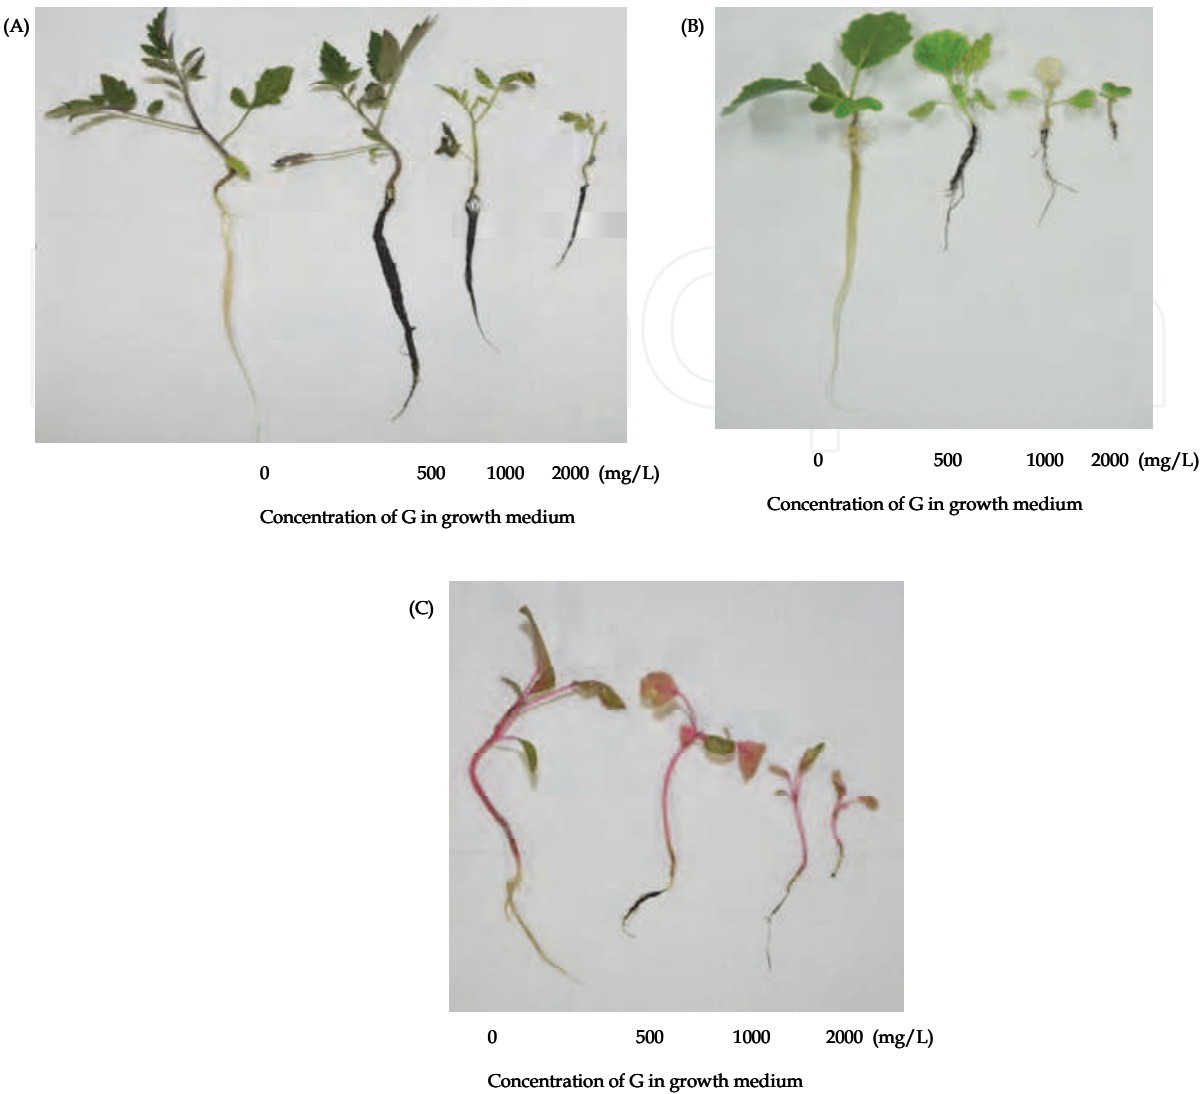 (A)
(B)
0 500 1000 2000 (mg/L)
Concentration of G in growth medium
0 500 1000 2000 (mg/L)
Concentration of G in growth medium
(C)
0 500 1000 2000 (mg/L)
Concentration of G in growth medium